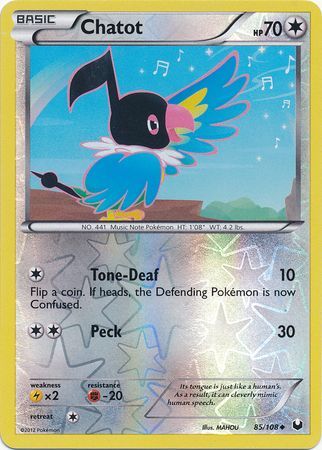 BASIC
Chatot
HP 70
NO. 441 Music Note Pokémon HT: 1'08" WT: 4.2 lbs.
Tone-Deaf 10
Flip a coin. If heads, the Defending Pokémon is now
Confused.
Peck 30
weakness resistance
×2 -20
retreat
Its tongue is just like a human's.
As a result, it can cleverly mimic
human speech.
©2012 Pokémon
Illus. MAHOU
85/108